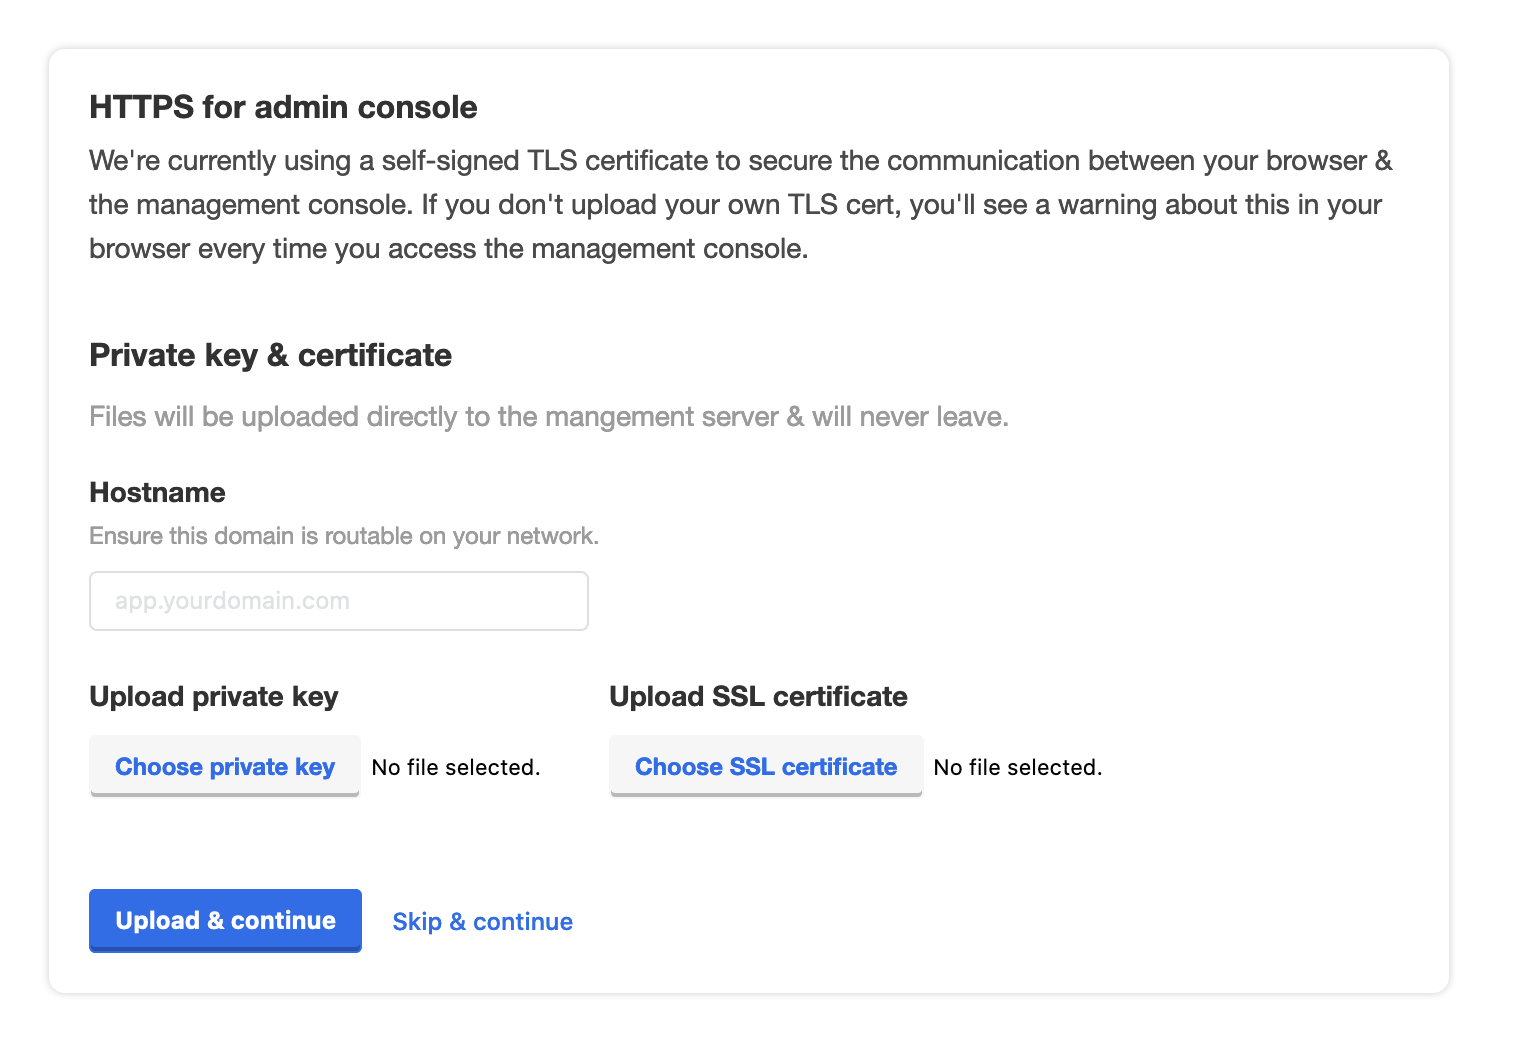 HTTPS for admin console
We're currently using a self-signed TLS certificate to secure the communication between your browser &
the management console. If you don't upload your own TLS cert, you'll see a warning about this in your
browser every time you access the management console.
Private key & certificate
Files will be uploaded directly to the mangement server & will never leave.
Hostname
Ensure this domain is routable on your network.
app.yourdomain.com
Upload private key
Upload SSL certificate
Choose private key No file selected.
Choose SSL certificate No file selected.
Upload & continue
Skip & continue